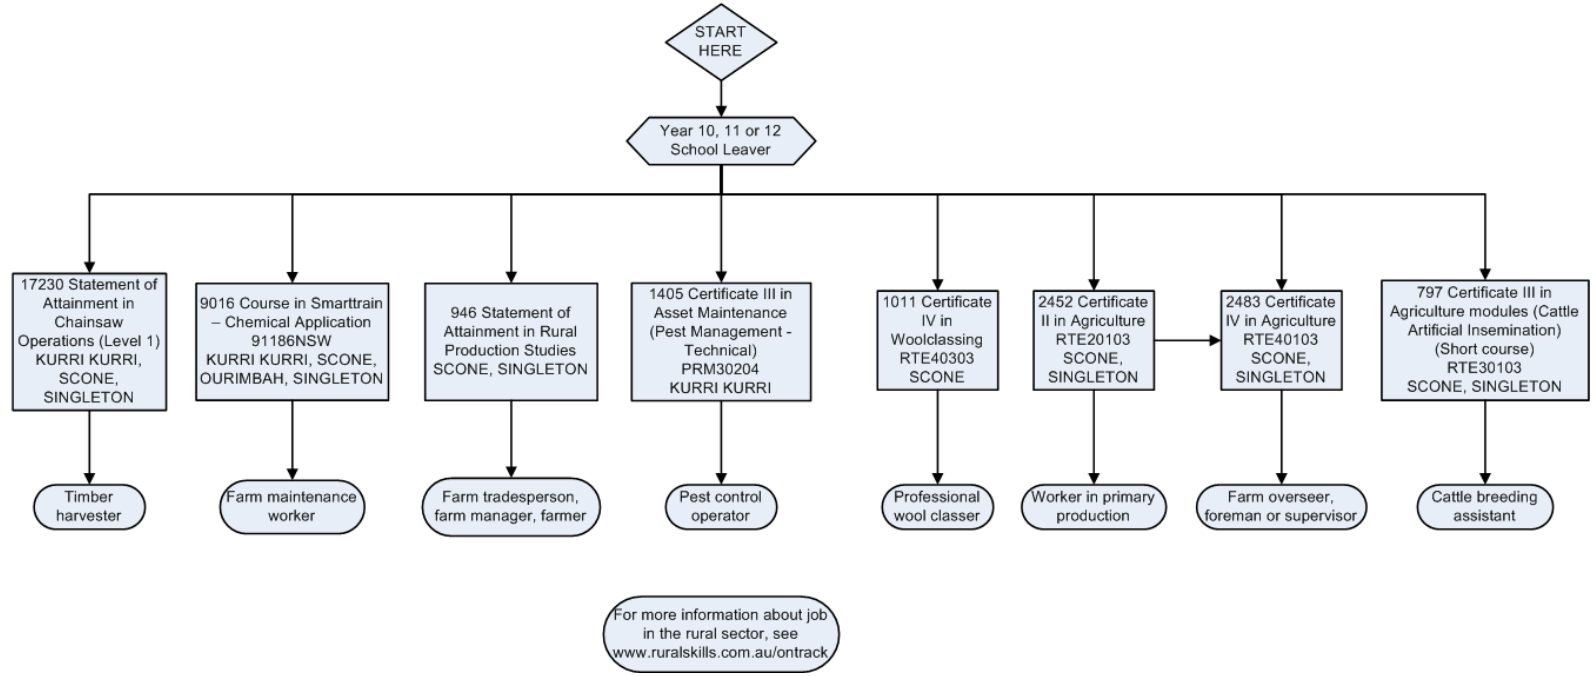 START
HERE
Year 10, 11 or 12
School Leaver
17230 Statement of
Attainment in
Chainsaw
Operations (Level 1)
KURRI KURRI,
SCONE,
SINGLETON
9016 Course in Smarttrain
– Chemical Application
91186NSW
KURRI KURRI, SCONE,
OURIMBAH, SINGLETON
946 Statement of
Attainment in Rural
Production Studies
SCONE, SINGLETON
1405 Certificate III in
Asset Maintenance
(Pest Management -
Technical)
PRM30204
KURRI KURRI
1011 Certificate
IV in
Woolclassing
RTE40303
SCONE
2452 Certificate
II in Agriculture
RTE20103
SCONE,
SINGLETON
2483 Certificate
IV in Agriculture
RTE40103
SCONE,
SINGLETON
797 Certificate III in
Agriculture modules (Cattle
Artificial Insemination)
(Short course)
RTE30103
SCONE, SINGLETON
Timber
harvester
Farm maintenance
worker
Farm tradesperson,
farm manager, farmer
Pest control
operator
Professional
wool classer
Worker in primary
production
Farm overseer,
foreman or supervisor
Cattle breeding
assistant
For more information about job
in the rural sector, see
www.ruralskills.com.au/ontrack